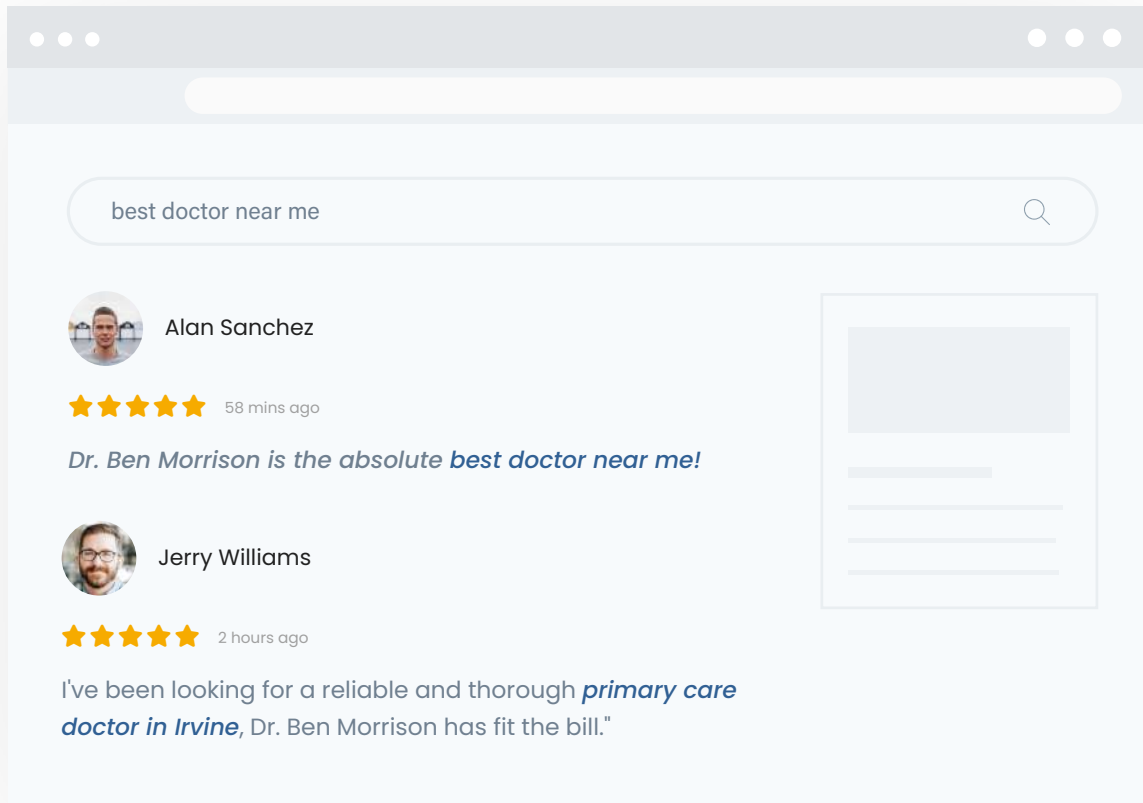 best doctor near me
Alan Sanchez
58 mins ago
Dr. Ben Morrison is the absolute best doctor near me!
Jerry Williams
2 hours ago
I've been looking for a reliable and thorough primary care
doctor in Irvine, Dr. Ben Morrison has fit the bill."